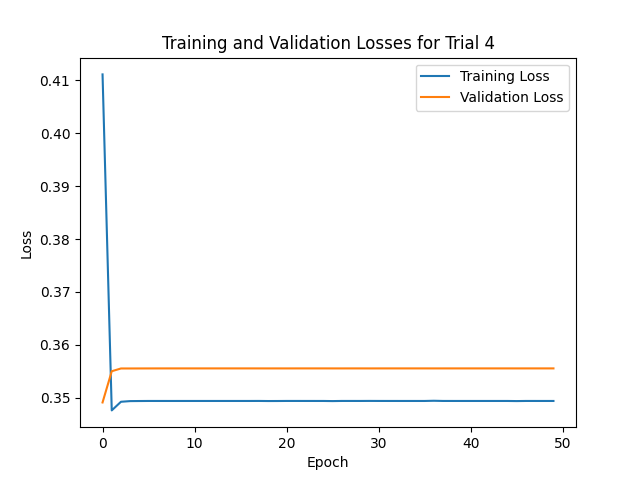 Training and Validation Losses for Trial 4
Training Loss
Validation Loss
Loss
0.41
0.40
0.39
0.38
0.37
0.36
0.35
0 10 20 30 40 50
Epoch